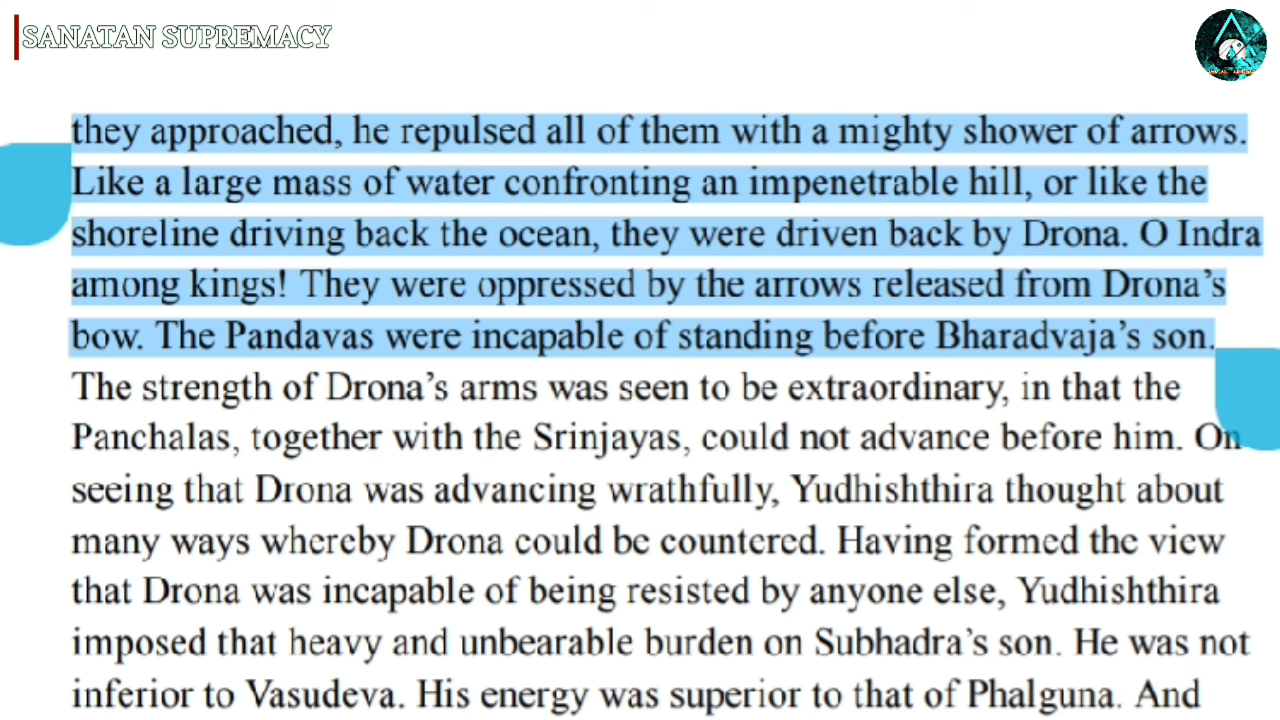 SANATAN SUPREMACY
they approached, he repulsed all of them with a mighty shower of arrows.
Like a large mass of water confronting an impenetrable hill, or like the
shoreline driving back the ocean, they were driven back by Drona. O Indra
among kings! They were oppressed by the arrows released from Drona’s
bow. The Pandavas were incapable of standing before Bharadvaja’s son.
The strength of Drona’s arms was seen to be extraordinary, in that the
Panchalas, together with the Srinjayas, could not advance before him. On
seeing that Drona was advancing wrathfully, Yudhishthira thought about
many ways whereby Drona could be countered. Having formed the view
that Drona was incapable of being resisted by anyone else, Yudhishthira
imposed that heavy and unbearable burden on Subhadra’s son. He was not
inferior to Vasudeva. His energy was superior to that of Phalguna. And